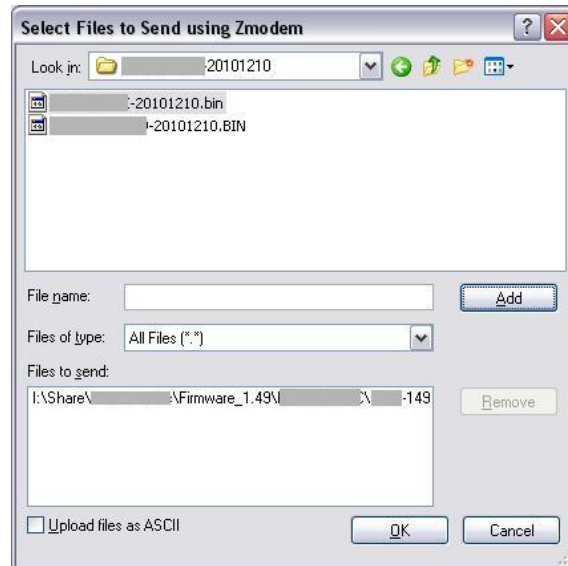 Select Files to Send using Zmodem
Look in: -20101210
-20101210.bin
-20101210.BIN
File name: Add
Files of type: All Files (*.*)
Files to send:
I:\Share\ \Firmware_1.49\ \ -149
Remove
Upload files as ASCII
OK Cancel